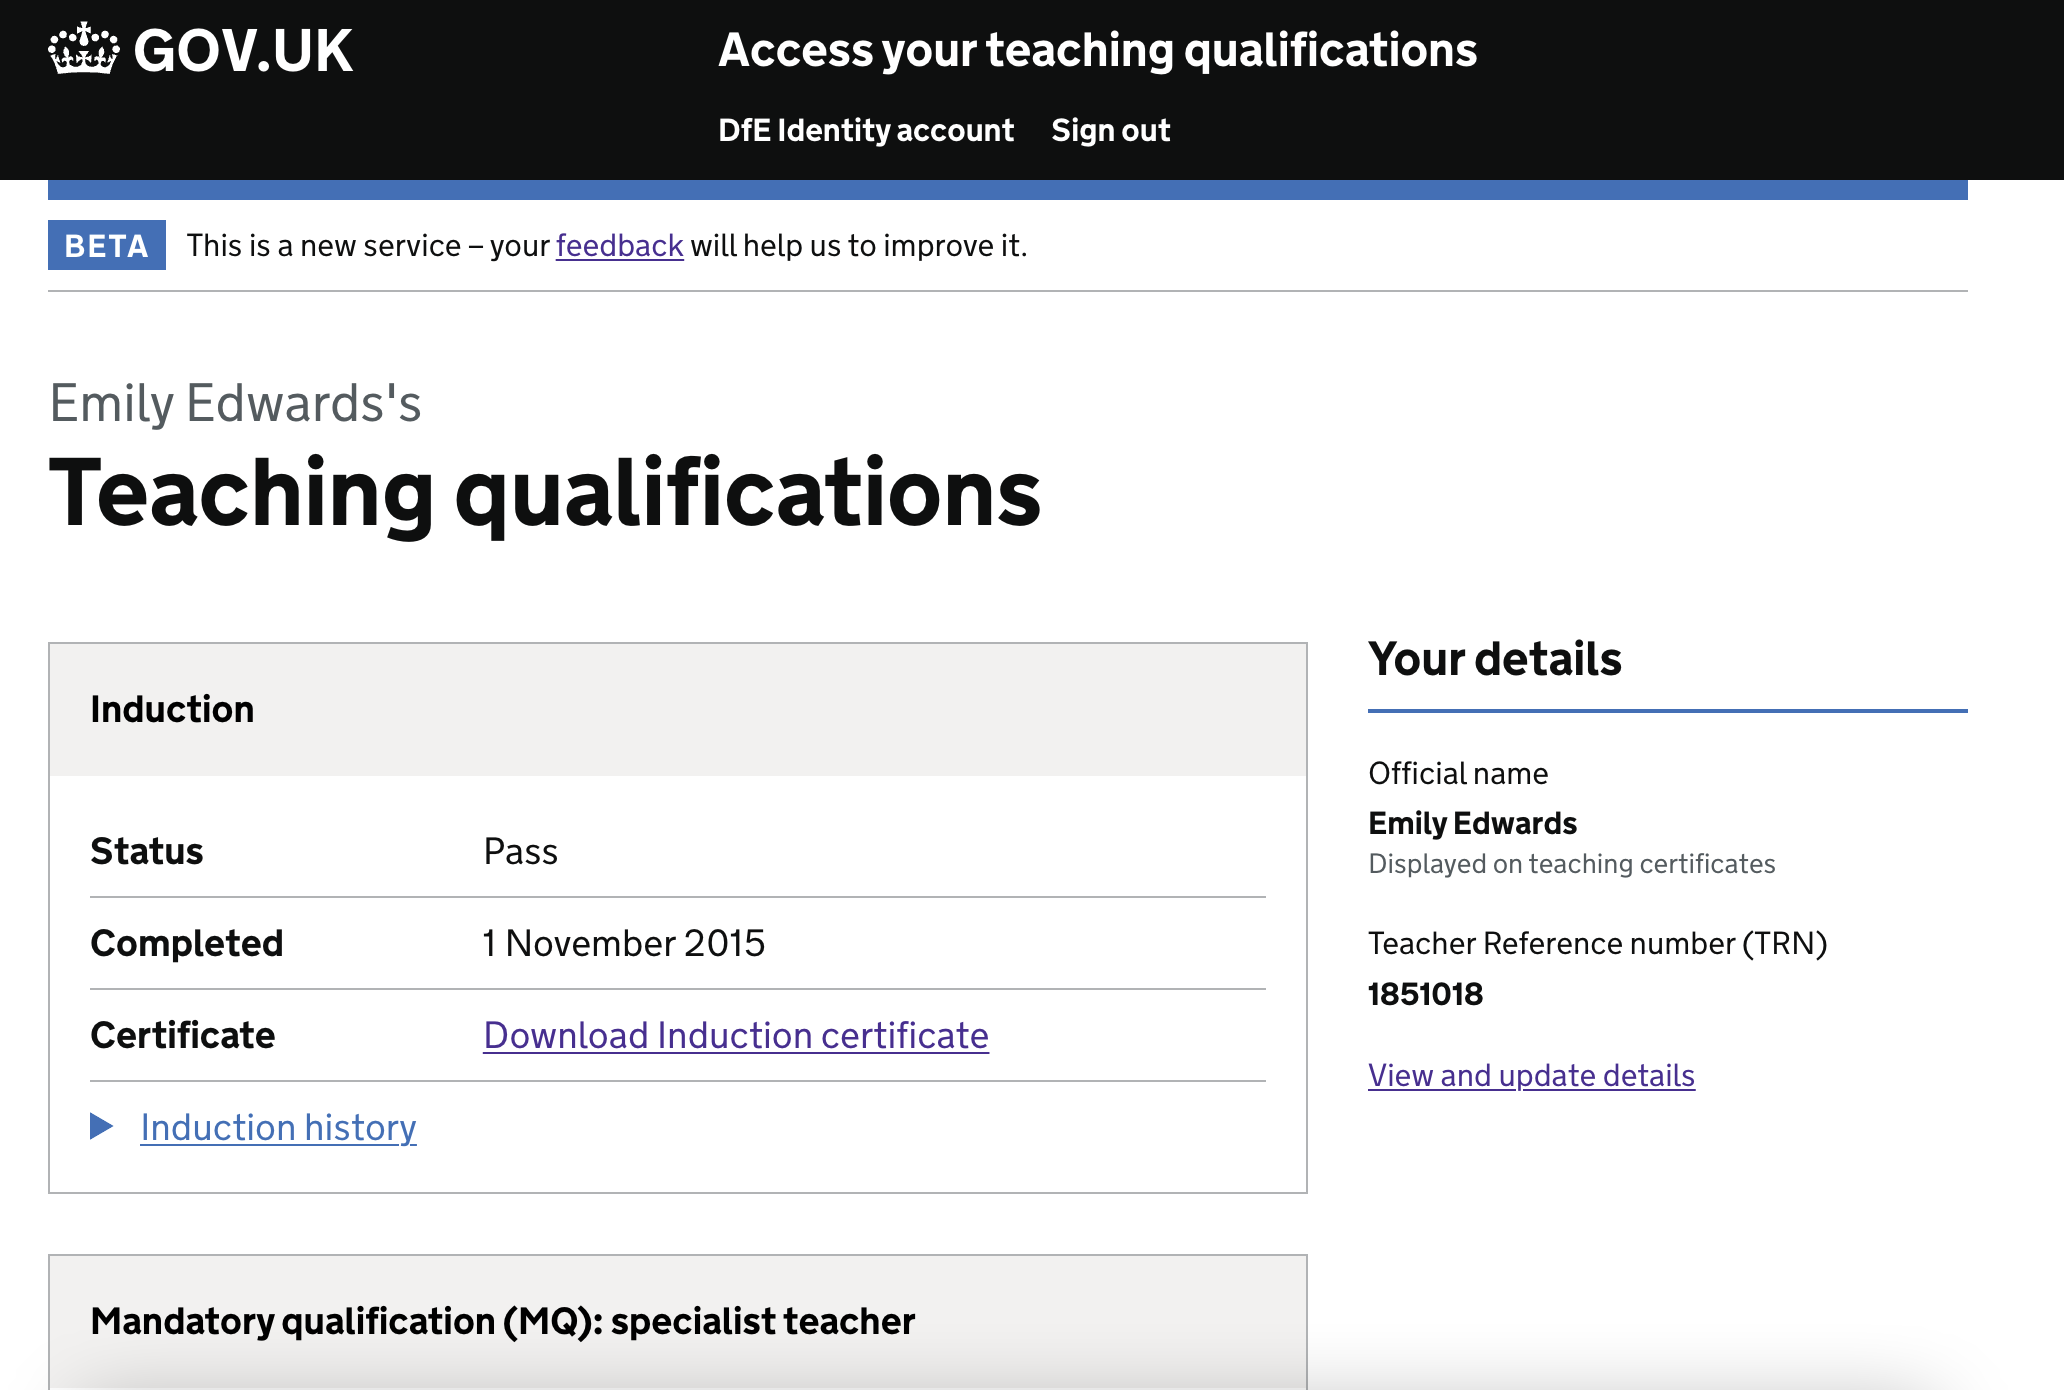 GOV.UK
Access your teaching qualifications
DfE Identity account Sign out
BETA This is a new service – your feedback will help us to improve it.
Emily Edwards's
Teaching qualifications
Induction
Status Pass
Completed 1 November 2015
Certificate Download Induction certificate
Induction history
Mandatory qualification (MQ): specialist teacher
Your details
Official name
Emily Edwards
Displayed on teaching certificates
Teacher Reference number (TRN)
1851018
View and update details